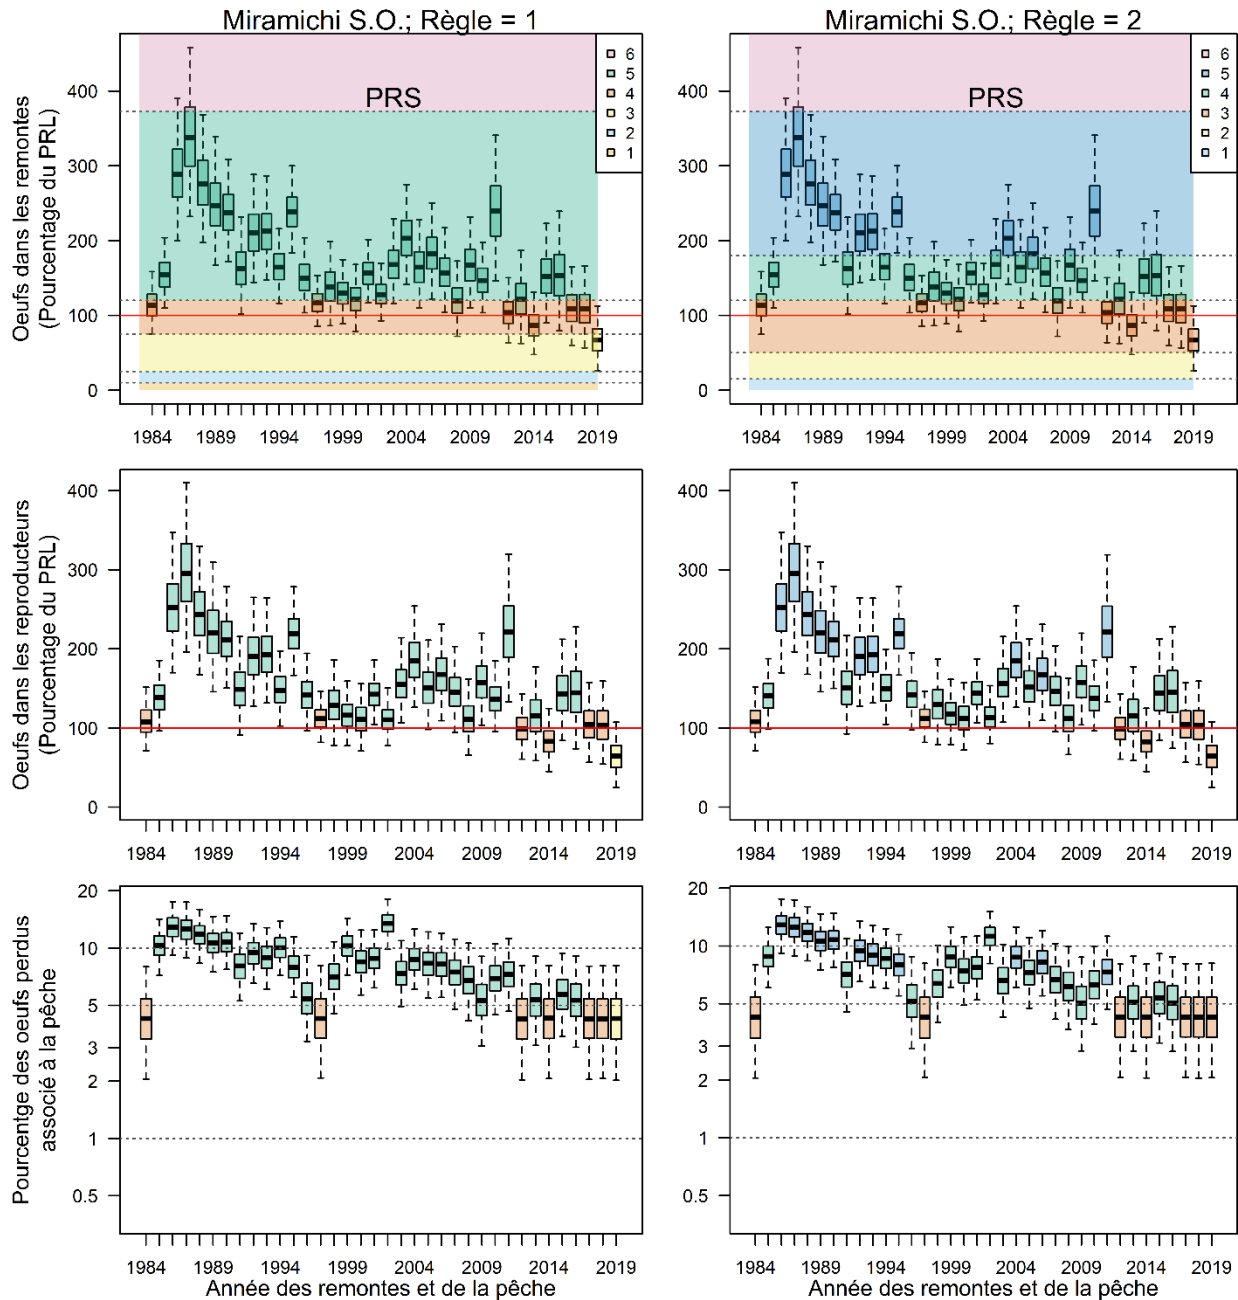 Miramichi S.O.; Règle = 1
Oeufs dans les remontes
(Pourcentage du PRL)
400
300
200
100
0
PRS
6
5
4
3
2
1
1984 1989 1994 1999 2004 2009 2014 2019
Miramichi S.O.; Règle = 2
400
300
200
100
0
PRS
6
5
4
3
2
1
1984 1989 1994 1999 2004 2009 2014 2019
Oeufs dans les reproducteurs
(Pourcentage du PRL)
400
300
200
100
0
1984 1989 1994 1999 2004 2009 2014 2019
400
300
200
100
0
1984 1989 1994 1999 2004 2009 2014 2019
Pourcentge des oeufs perdus
associé à la pêche
20
10
5
3
2
1
0.5
1984 1989 1994 1999 2004 2009 2014 2019
Année des remontes et de la pêche
20
10
5
3
2
1
0.5
1984 1989 1994 1999 2004 2009 2014 2019
Année des remontes et de la pêche